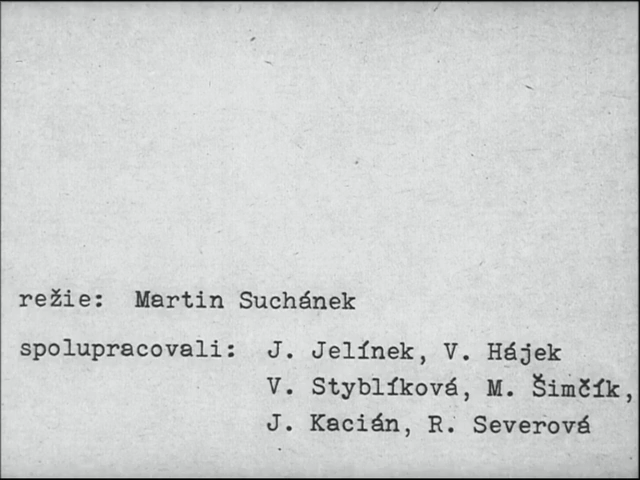 režie: Martin Suchánek
spolupracovali: J. Jelínek, V. Hájek
V. Styblíková, M. Šimčík,
J. Kacián, R. Severová